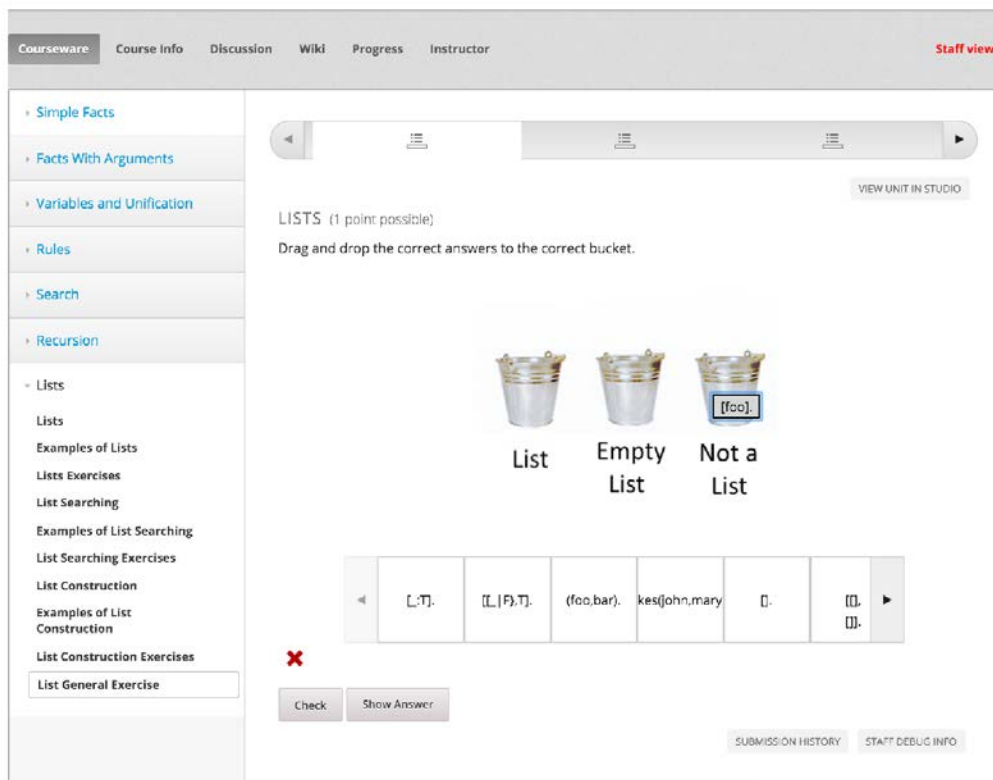 Courseware Course Info Discussion Wiki Progress Instructor Staff view
Simple Facts
Facts With Arguments
Variables and Unification
Rules
Search
Recursion
Lists
Lists
Examples of Lists
Lists Exercises
List Searching
Examples of List Searching
List Searching Exercises
List Construction
Examples of List
Construction
List Construction Exercises
List General Exercise
VIEW UNIT IN STUDIO
LISTS (1 point possible)
Drag and drop the correct answers to the correct bucket.
[foo].
List
Empty
List
Not a
List
[_:T].
[[_|F},T].
(foo,bar).
kes(john,mary
[].
[[],
[]].
Check
Show Answer
SUBMISSION HISTORY
STAFF DEBUG INFO